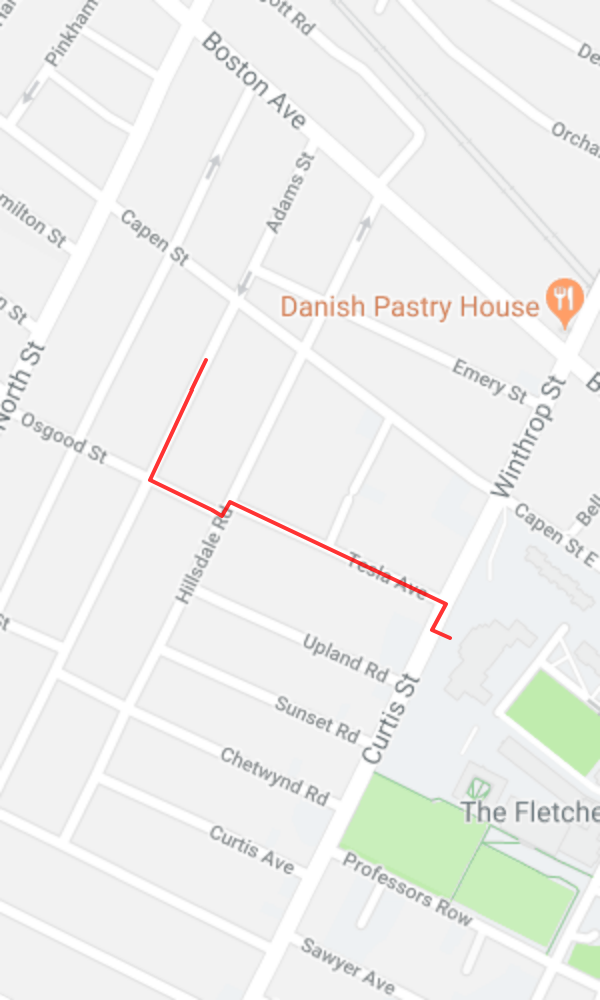 Pinkham
ott Rd
Boston Ave
De
Orcha
Adams St
milton St
Capen St
Danish Pastry House
p St
North St
Emery St
B
Winthrop St
Osgood St
Capen St E
Bell
Hillsdale Rd
Tesla Ave
St
Upland Rd
Curtis St
Sunset Rd
Chetwynd Rd
The Fletche
Curtis Ave
Professors Row
Sawyer Ave